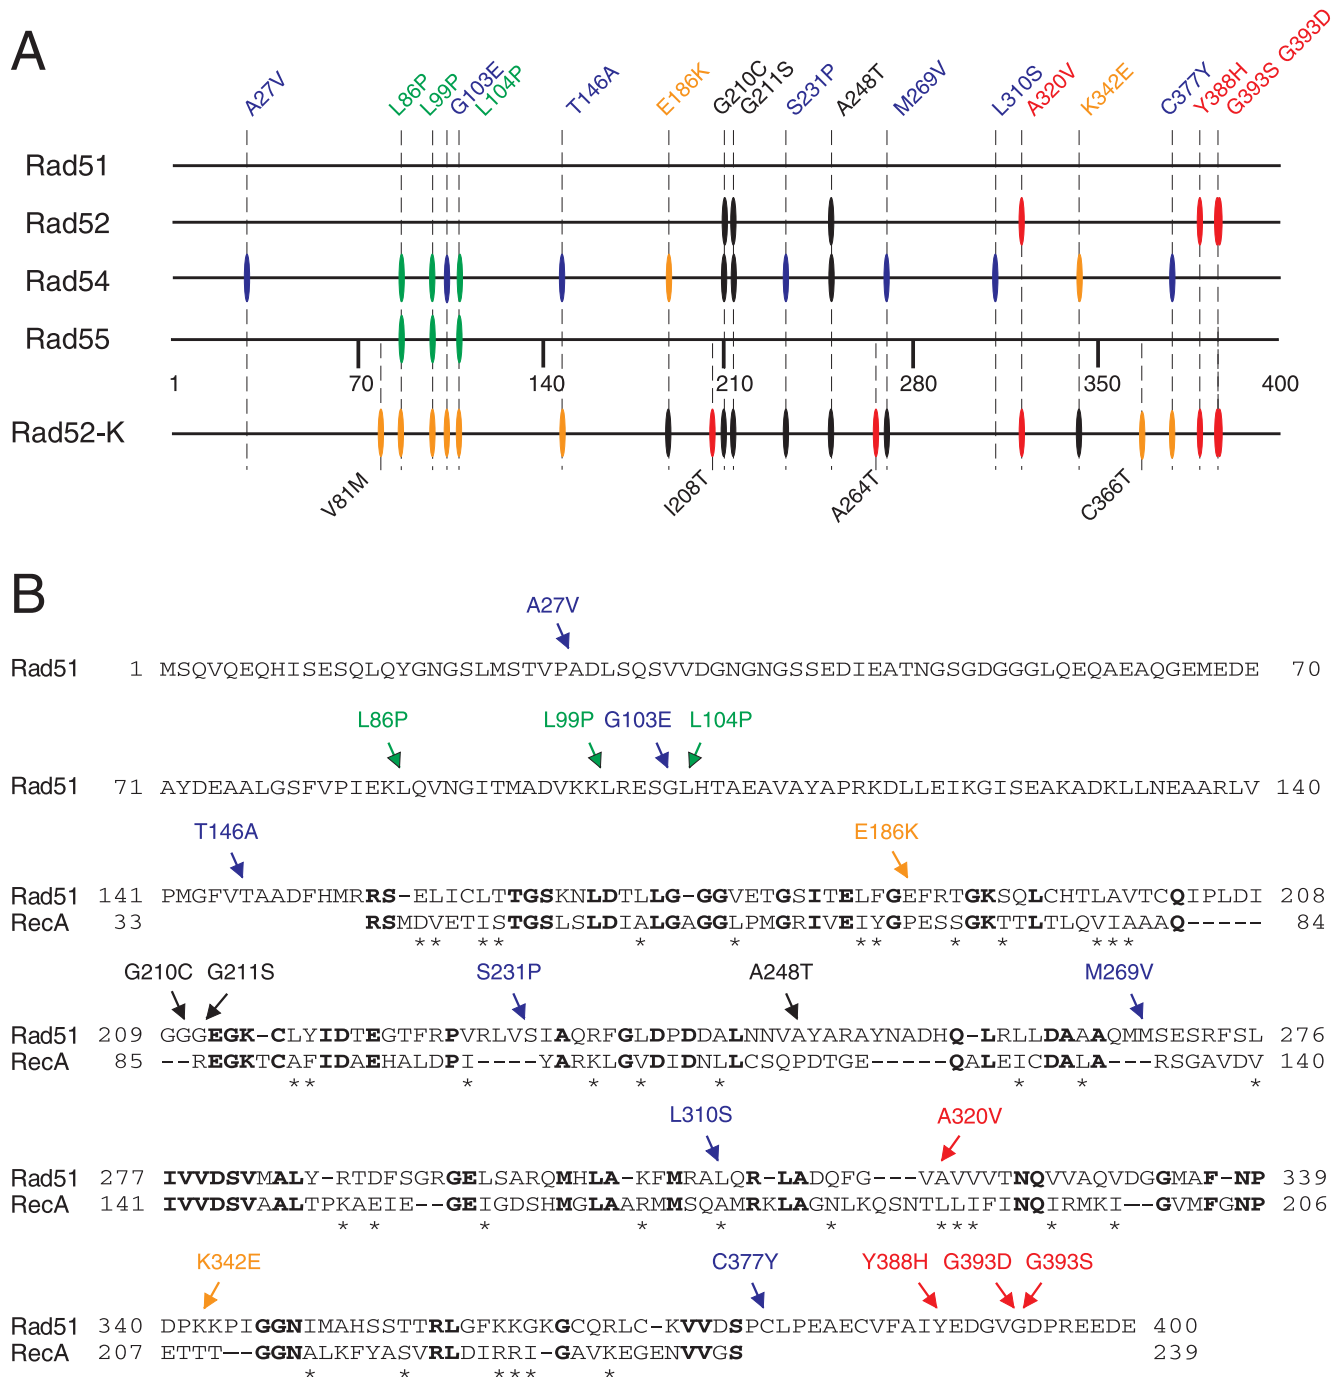 A
A27V L86P L99P G103E L104P T146A E186K G210C G211S S231P A248T M269V L310S A320V K342E C377Y Y388H G393S G393D
Rad51
Rad52
Rad54
Rad55
1 70 140 210 280 350 400
Rad52-K
V81M I208T A264T C366T
B
A27V
Rad51 1 MSQVQEQHISESQLQYGNGSLMSTVPADLSQSVVDGNGNGSSEDIEATNGSGDGGGLQEQAEAQGEMEDE 70
L86P L99P G103E L104P
Rad51 71 AYDEAALGSFVPIEKLQVNGITMADVKKLRESGLHTAEAVAYAPRKDLLEIKGISEAKADKLLNEAARLV 140
T146A E186K
Rad51 141 PMGFVTAADFHMRRRS-ELICLTTTGSKNLDTLLG-GGVETGSITELFGEFRTGKSQLCHTLAVTCQIPLDI 208
RecA 33 RSMDVETISTGSLSLDIALGAGGLPMGRIVEIYGPESSGKTTLTLQVIAAAQ----- 84
* * * * * * * * * * * * *
G210C G211S S231P A248T M269V
Rad51 209 GGGEGK-CLYIDTEGTFRPVRLVSIAQRFGLDPDDALNNVAYARAYNADHQ-LRLLDAAAQMMSESRFSL 276
RecA 85 --REGKTCAFIDAEHALDPI----YARKLGVDIDNLLCSQPDTGE-----QALEICDALA---RSGAVDV 140
* * * * * * * * *
L310S A320V
Rad51 277 IVVDSVMALY-RTDFSGRGELSARQMHLA-KFMRALQR-LADQFG---VAVVVTNQVVAQVDGGMAF-NP 339
RecA 141 IVVDSVAALTPKAEIE--GEIGDSHMGLAARMMSQAMRKLAGNLKQSNTLLIFINQIRMKI--GVMFGNP 206
* * * * * * * * * * *
K342E C377Y Y388H G393D G393S
Rad51 340 DPKKPIGGNIMAHSSTTRLGFKKGKGCQRLC-KVVDSPCLPEAECVFAIYEDGVGDPREEDE 400
RecA 207 ETTT--GGNALKFYASVRLDIRRI-GAVKEGENVVGS 239
* * * * * *